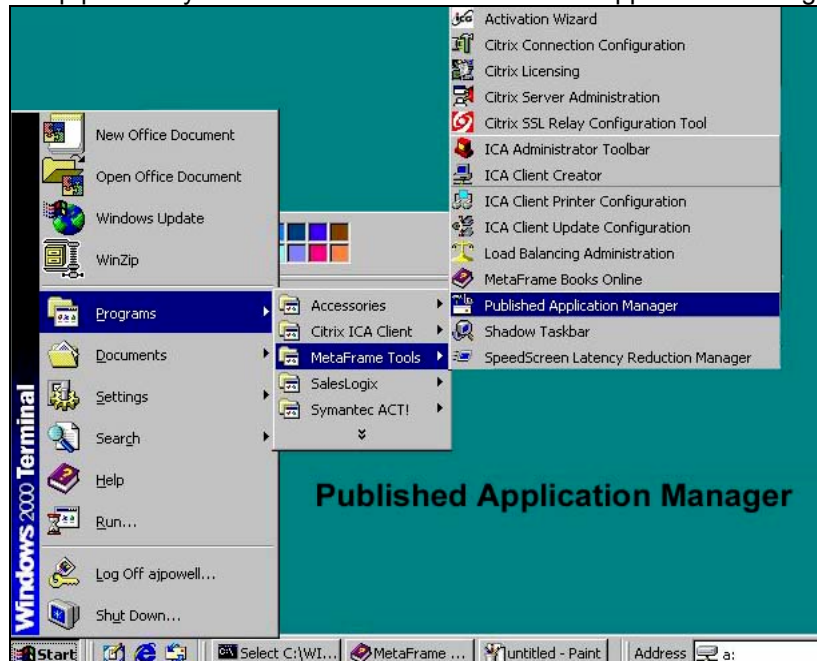 Activation Wizard
Citrix Connection Configuration
Citrix Licensing
Citrix Server Administration
Citrix SSL Relay Configuration Tool
ICA Administrator Toolbar
ICA Client Creator
ICA Client Printer Configuration
ICA Client Update Configuration
Load Balancing Administration
MetaFrame Books Online
Published Application Manager
Shadow Taskbar
SpeedScreen Latency Reduction Manager
New Office Document
Open Office Document
Windows Update
WinZip
Programs
Documents
Settings
Search
Help
Run...
Log Off ajpowell...
Shut Down...
Accessories
Citrix ICA Client
MetaFrame Tools
SalesLogix
Symantec ACT!
Windows 2000 Terminal
Published Application Manager
Start
Select C:\WI...
MetaFrame ...
untitled - Paint
Address
a: